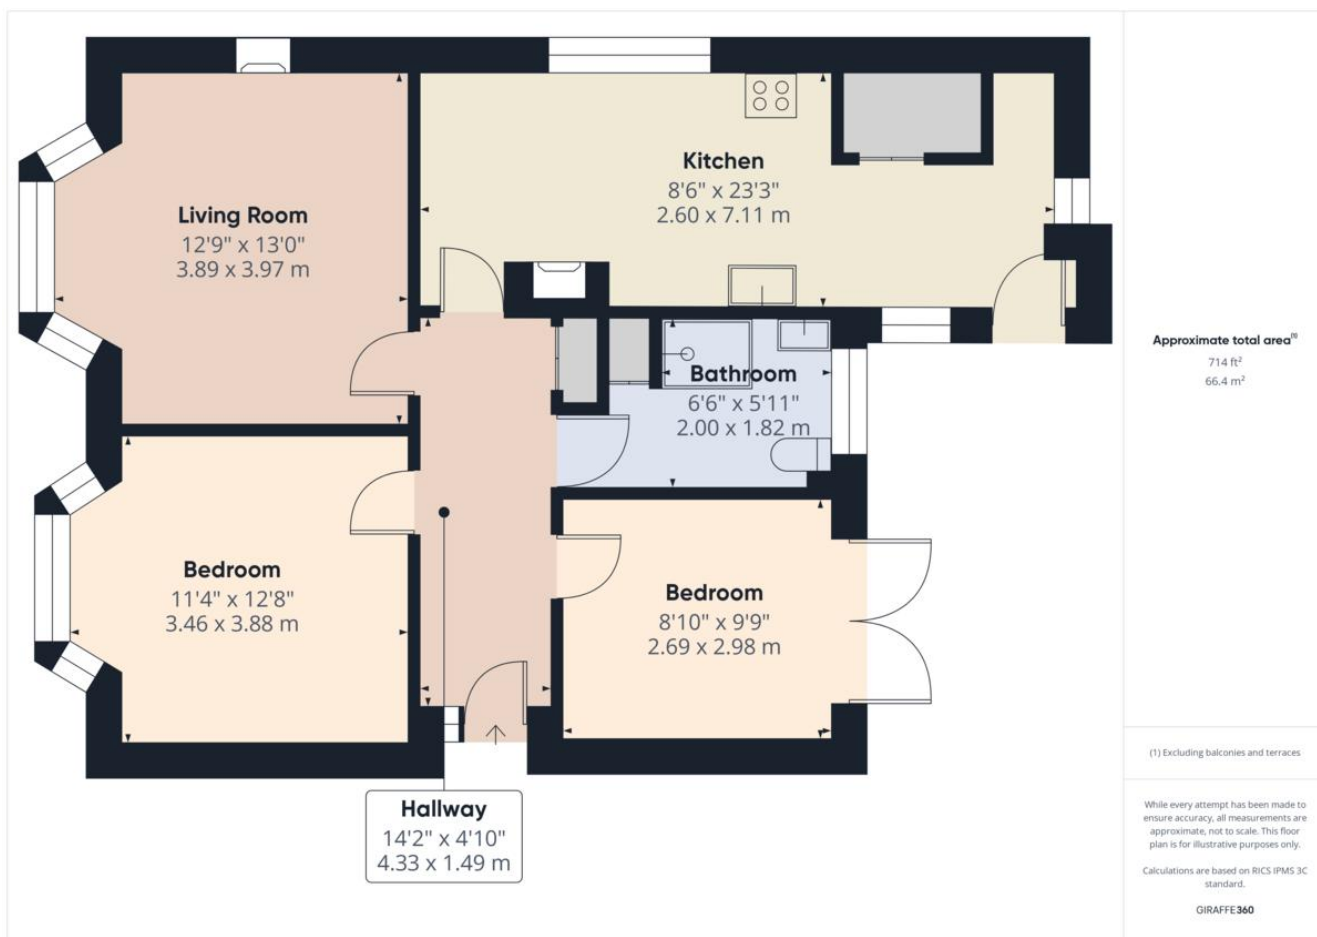 Living Room
12'9" x 13'0"
3.89 x 3.97 m
Kitchen
8'6" x 23'3"
2.60 x 7.11 m
Bathroom
6'6" x 5'11"
2.00 x 1.82 m
Bedroom
11'4" x 12'8"
3.46 x 3.88 m
Bedroom
8'10" x 9'9"
2.69 x 2.98 m
Hallway
14'2" x 4'10"
4.33 x 1.49 m
Approximate total area(1)
714 ft²
66.4 m²
(1) Excluding balconies and terraces
While every attempt has been made to
ensure accuracy, all measurements are
approximate, not to scale. This floor
plan is for illustrative purposes only.
Calculations are based on RICS IPMS 3C
standard.
GIRAFFE360